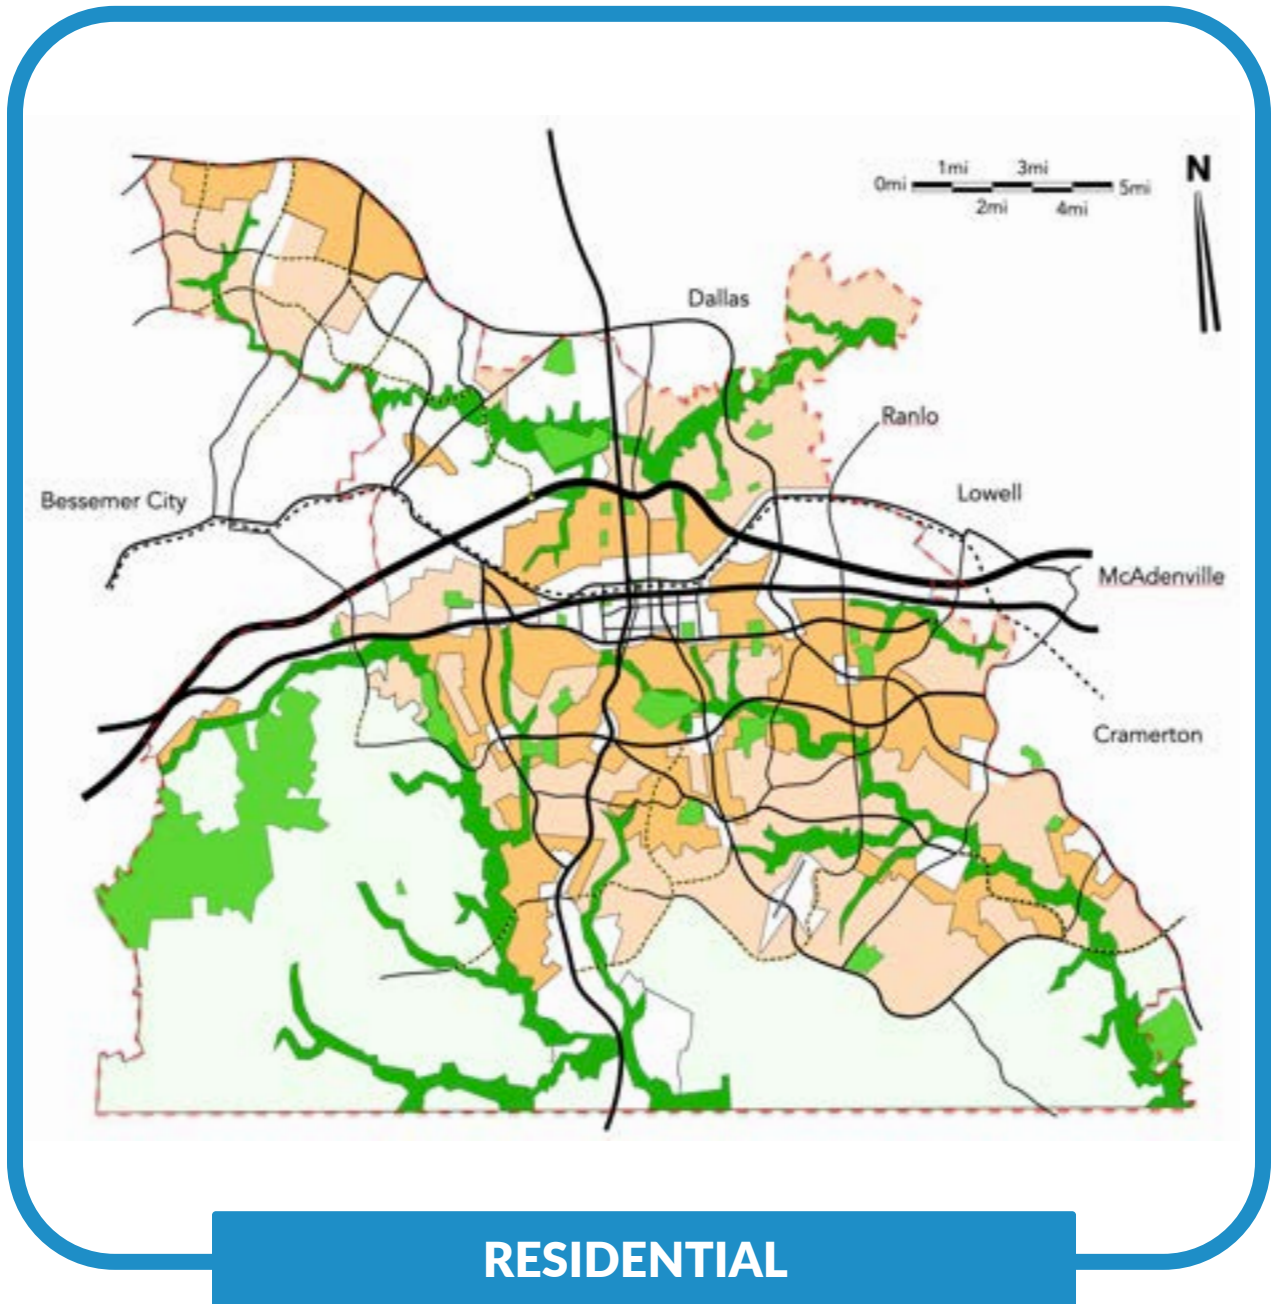 N
1mi 3mi
0mi 5mi
2mi 4mi
Dallas
Ranlo
Bessemer City
Lowell
McAdenville
Cramerton
RESIDENTIAL